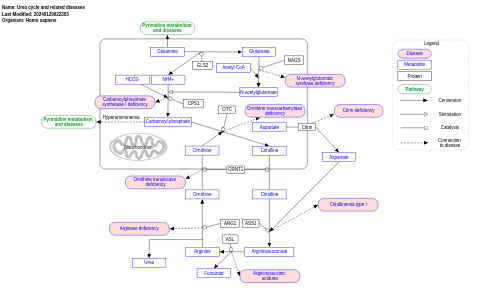 Name: Urea cycle and related diseases
Last Modified: 20240129022303
Organism: Homo sapiens
Pyrimidine metabolism
and diseases
Legend
Disease
Metabolite
Protein
Pathway
Conversion
Stimulation
Catalysis
Connection
to disease
Glutamine
Glutamate
GLS2
NAGS
Acetyl-CoA
HCO3-
NH4+
N-acetylglutamate
synthase deficiency
N-acetylglutamate
Carbamoylphosphate
synthetase I deficiency
CPS1
OTC
Ornithine transcarbamylase
deficiency
Citrin deficiency
Pyrimidine metabolism
and diseases
Hyperammonemia
Carbamoyl-phosphate
Aspartate
Citrin
Mitochondrion
Ornithine
Citrulline
Aspartate
ORNT1
Ornithine translocase
deficiency
Ornithine
Citrulline
Citrullinemia type I
Arginase deficiency
ARG1
ASS1
ASL
Arginine
Argininosuccinate
Urea
Fumarate
Argininosuccinic
aciduria